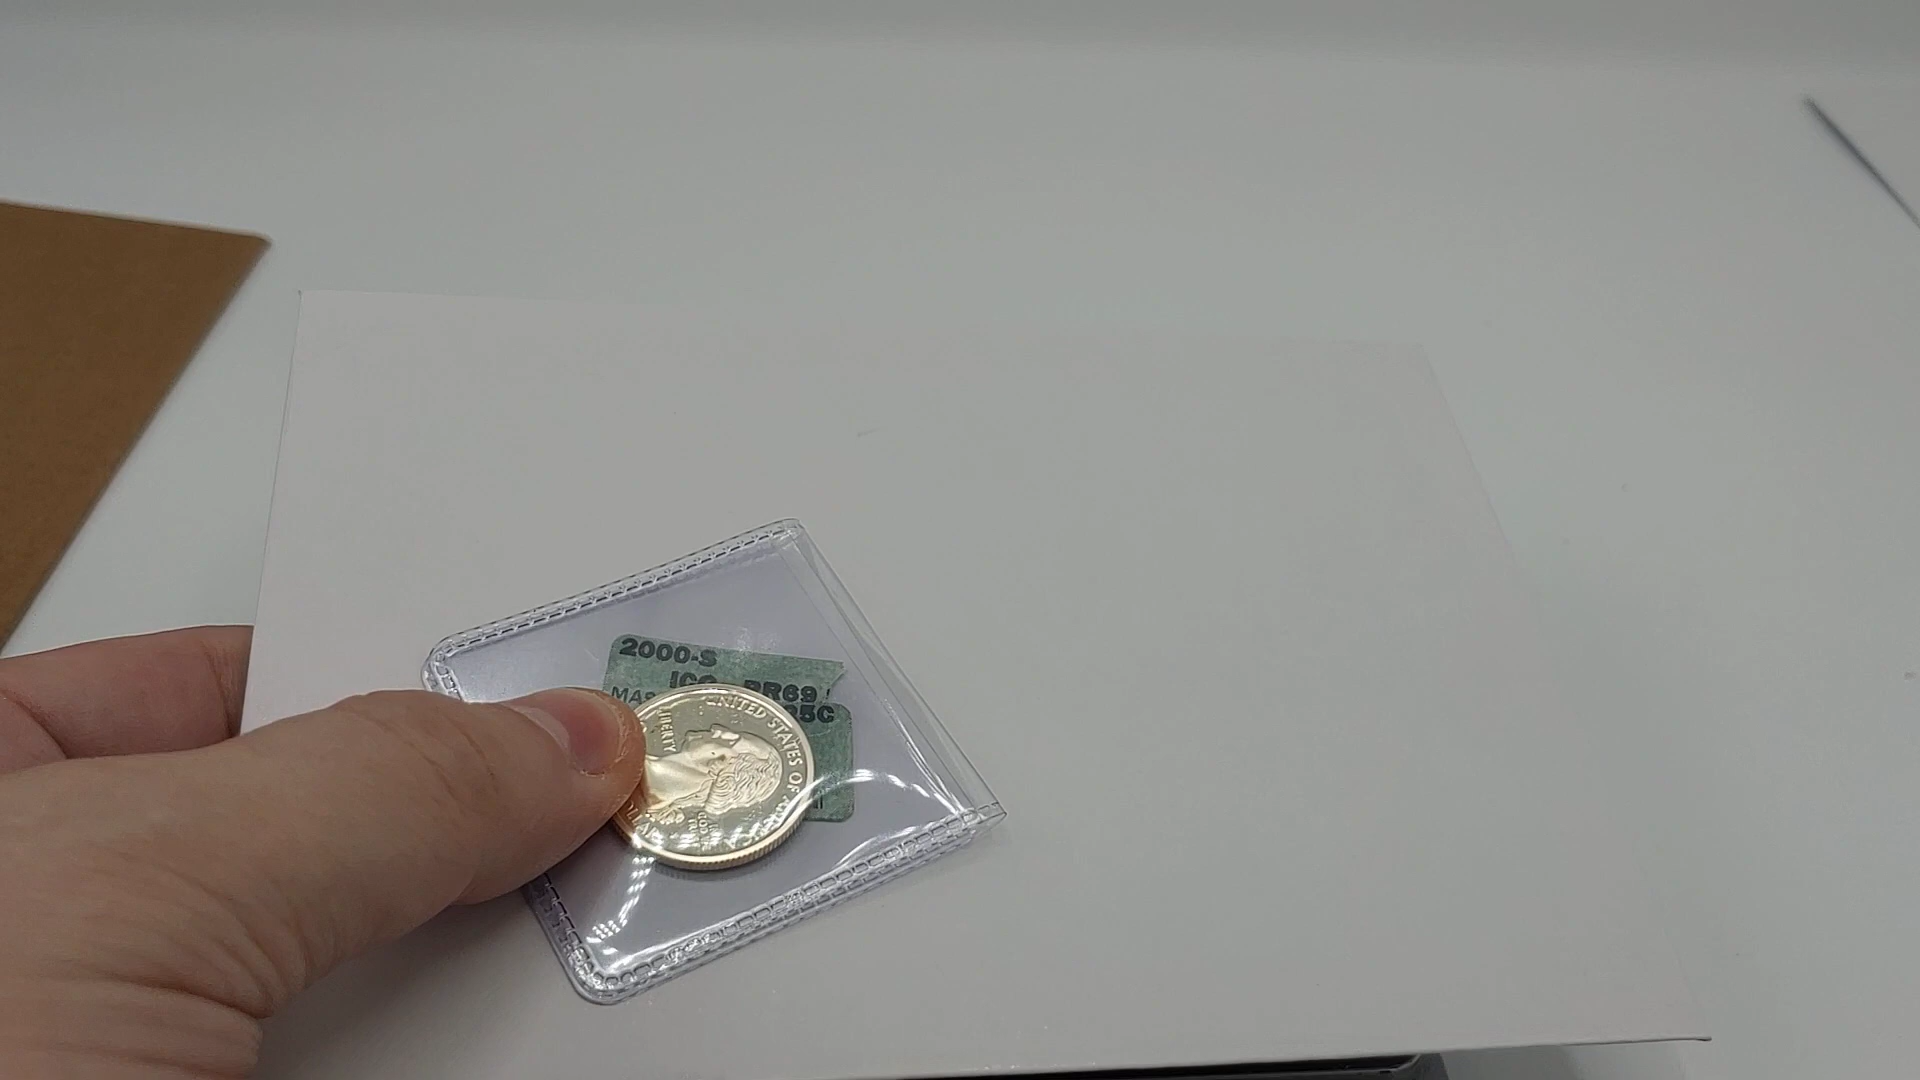 2000-S
ICG PR69
MAS 25C
UNITED STATES OF
LIBERTY